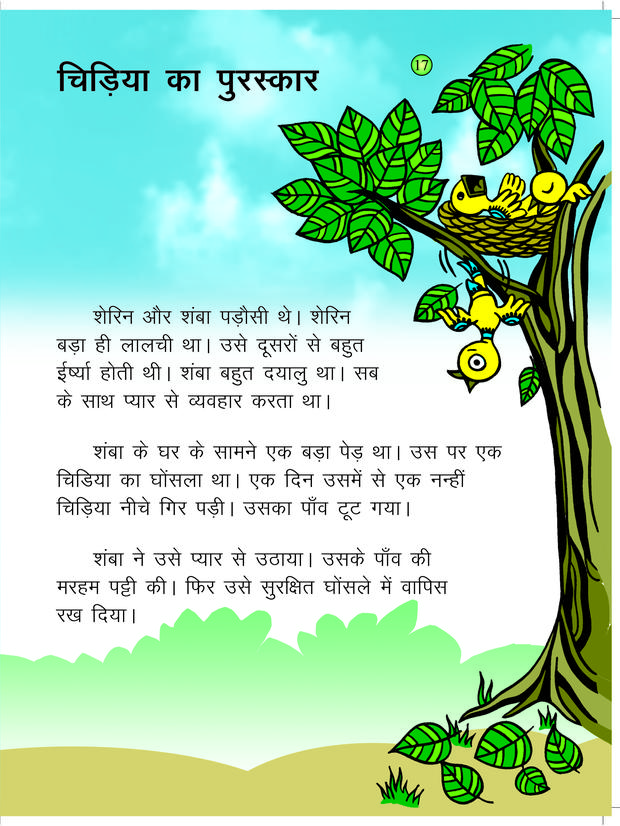 चिड़िया का पुरस्कार
17
शेरिन और शंबा पड़ौसी थे। शेरिन
बड़ा ही लालची था। उसे दूसरों से बहुत
ईर्ष्या होती थी। शंबा बहुत दयालु था। सब
के साथ प्यार से व्यवहार करता था।
शंबा के घर के सामने एक बड़ा पेड़ था। उस पर एक
चिडिया का घोंसला था। एक दिन उसमें से एक नन्हीं
चिड़िया नीचे गिर पड़ी। उसका पाँव टूट गया।
शंबा ने उसे प्यार से उठाया। उसके पाँव की
मरहम पट्टी की। फिर उसे सुरक्षित घोंसले में वापिस
रख दिया।